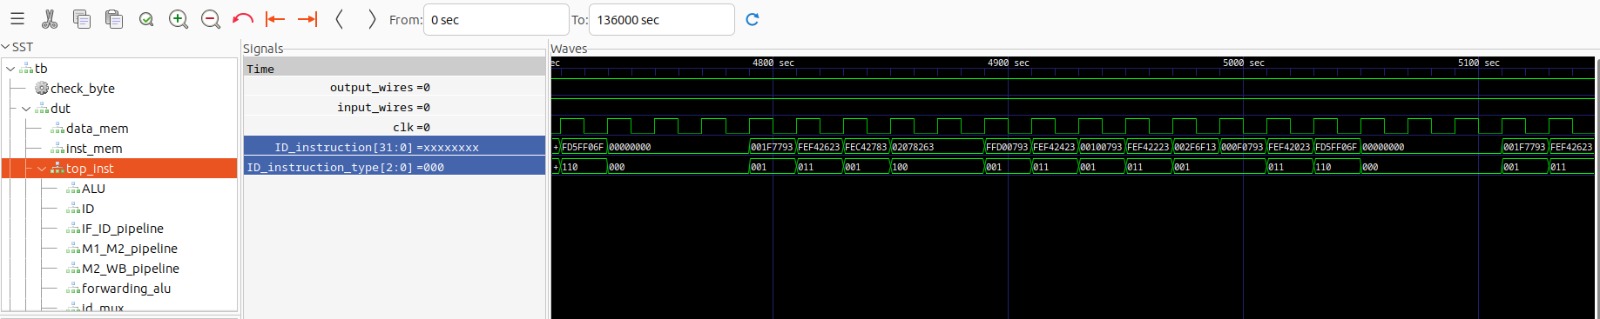 From: 0 sec To: 136000 sec
SST
tb
check_byte
dut
data_mem
inst_mem
top_inst
ALU
ID
IF_ID_pipeline
M1_M2_pipeline
M2_WB_pipeline
forwarding_alu
id_mux
Signals
Time
output_wires =0
input_wires =0
clk =0
ID_instruction[31:0] =xxxxxxxx
ID_instruction_type[2:0] =000
Waves
ec 4800 sec 4900 sec 5000 sec 5100 sec
+ FD5FF06F 00000000 001F7793 FEF42623 FEC42783 02078263 FFD00793 FEF42423 00100793 FEF42223 002F6F13 000F0793 FEF42023 FD5FF06F 00000000 001F7793 FEF42623
+ 110 000 001 011 001 100 001 011 001 011 001 011 110 000 001 011